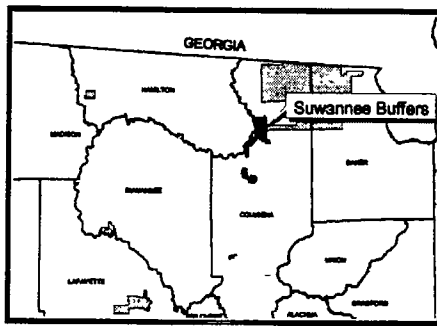 GEORGIA
HAMILTON
Suwannee Buffers
MADISON
BAKER
SUWANNEE
COLUMBIA
UNION
LAFAYETTE
BRADFORD
ALACHUA